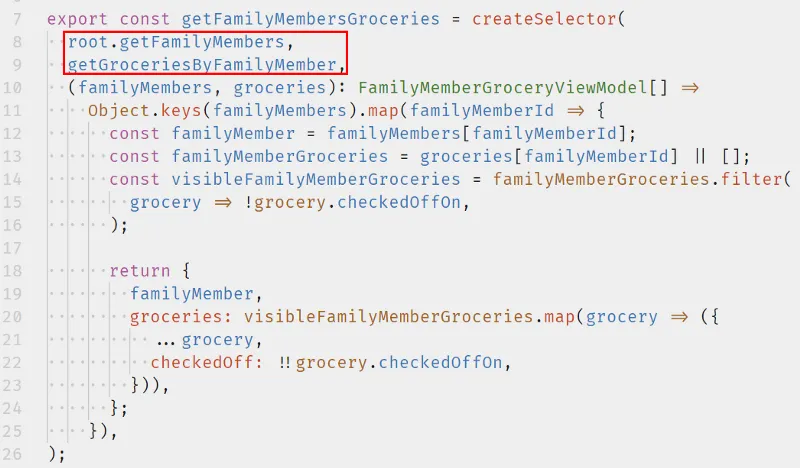 7 export const getFamilyMembersGroceries = createSelector(
8   root.getFamilyMembers,
9   getGroceriesByFamilyMember,
10   (familyMembers, groceries): FamilyMemberGroceryViewModel[] =>
11     Object.keys(familyMembers).map(familyMemberId => {
12       const familyMember = familyMembers[familyMemberId];
13       const familyMemberGroceries = groceries[familyMemberId] || [];
14       const visibleFamilyMemberGroceries = familyMemberGroceries.filter(
15         grocery => !grocery.checkedOffOn,
16       );
17
18       return {
19         familyMember,
20         groceries: visibleFamilyMemberGroceries.map(grocery => ({
21           ...grocery,
22           checkedOff: !!grocery.checkedOffOn,
23         })),
24       };
25     }),
26 );